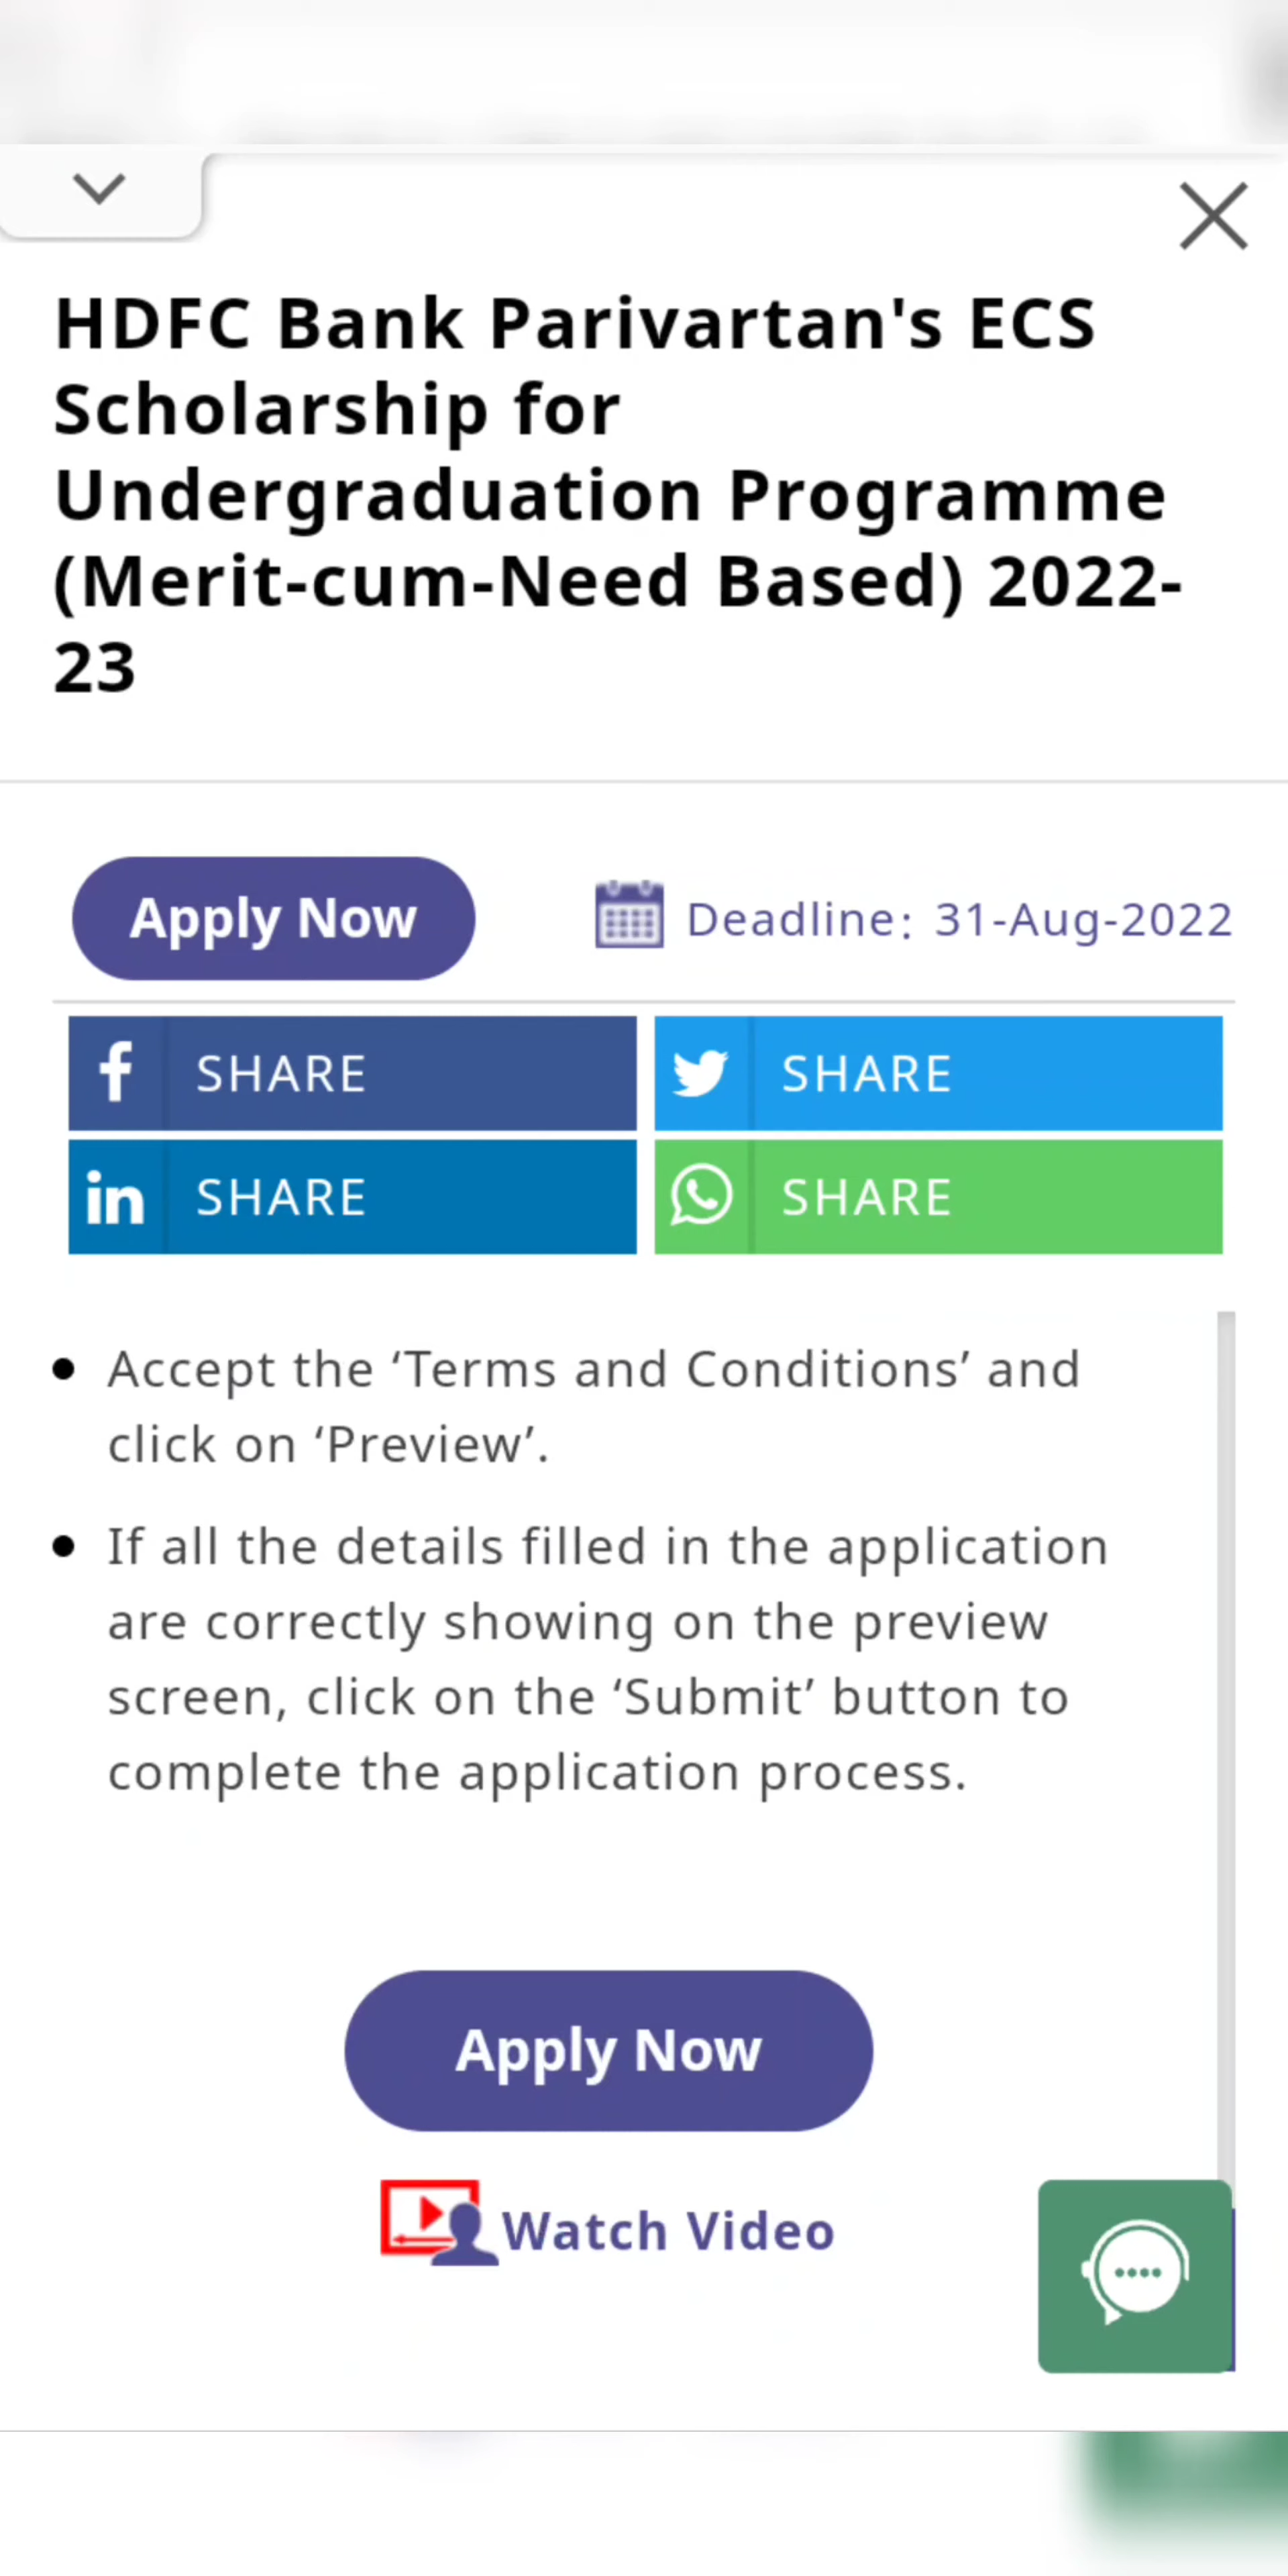 HDFC Bank Parivartan's ECS
Scholarship for
Undergraduation Programme
(Merit-cum-Need Based) 2022-
23
Apply Now
Deadline: 31-Aug-2022
SHARE
SHARE
SHARE
SHARE
Accept the ‘Terms and Conditions’ and
click on ‘Preview’.
If all the details filled in the application
are correctly showing on the preview
screen, click on the ‘Submit’ button to
complete the application process.
Apply Now
Watch Video